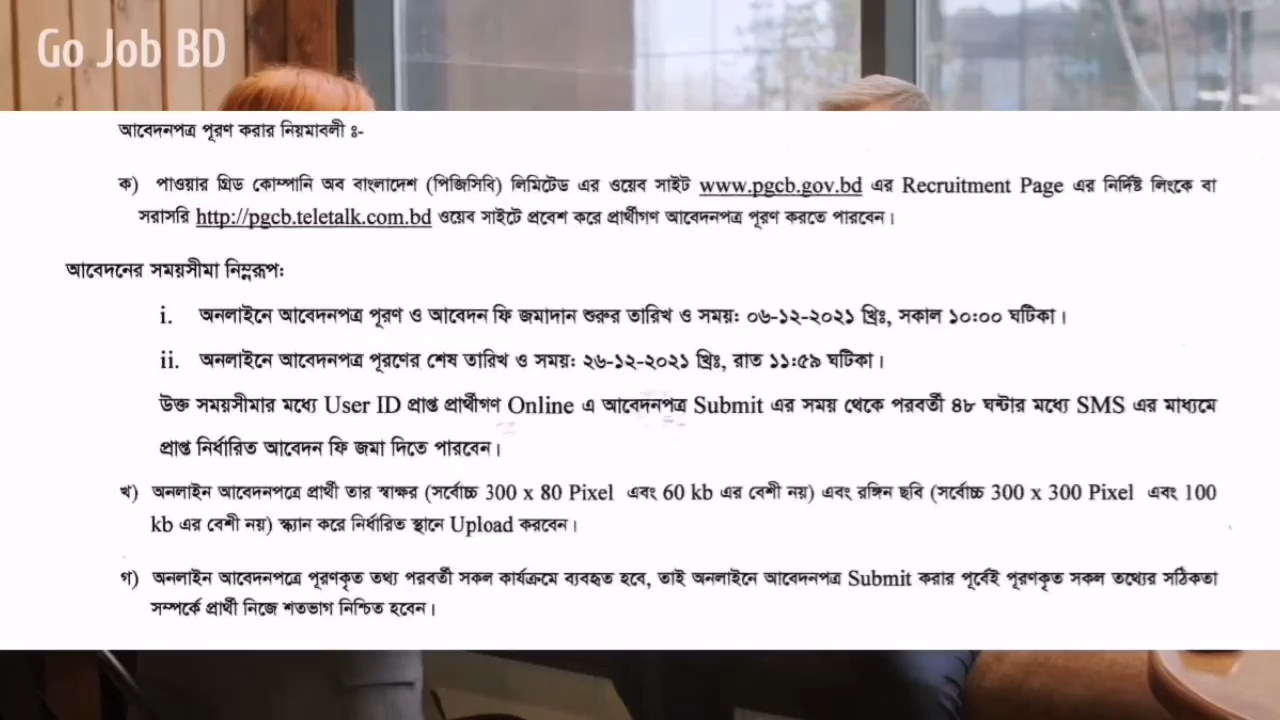 Go Job BD
আবেদনপত্র পূরণ করার নিয়মাবলী ঃ-
ক) পাওয়ার গ্রিড কোম্পানি অব বাংলাদেশ (পিজিসিবি) লিমিটেড এর ওয়েব সাইট www.pgcb.gov.bd এর Recruitment Page এর নির্দিষ্ট লিংকে বা
সরাসরি http://pgcb.teletalk.com.bd ওয়েব সাইটে প্রবেশ করে প্রার্থীগণ আবেদনপত্র পূরণ করতে পারবেন।
আবেদনের সময়সীমা নিম্নরূপঃ
i. অনলাইনে আবেদনপত্র পূরণ ও আবেদন ফি জমাদান শুরুর তারিখ ও সময়ঃ ০৬-১২-২০২১ খ্রিঃ, সকাল ১০:০০ ঘটিকা।
ii. অনলাইনে আবেদনপত্র পূরণের শেষ তারিখ ও সময়ঃ ২৬-১২-২০২১ খ্রিঃ, রাত ১১:৫৯ ঘটিকা।
উক্ত সময়সীমার মধ্যে User ID প্রাপ্ত প্রার্থীগণ Online এ আবেদনপত্র Submit এর সময় থেকে পরবর্তী ৪৮ ঘন্টার মধ্যে SMS এর মাধ্যমে
প্রাপ্ত নির্ধারিত আবেদন ফি জমা দিতে পারবেন।
খ) অনলাইন আবেদনপত্রে প্রার্থী তার স্বাক্ষর (সর্বোচ্চ 300 x 80 Pixel এবং 60 kb এর বেশী নয়) এবং রঙ্গিন ছবি (সর্বোচ্চ 300 x 300 Pixel এবং 100
kb এর বেশী নয়) স্ক্যান করে নির্ধারিত স্থানে Upload করবেন।
গ) অনলাইন আবেদনপত্রে পূরণকৃত তথ্য পরবর্তী সকল কার্যক্রমে ব্যবহৃত হবে, তাই অনলাইনে আবেদনপত্র Submit করার পূর্বেই পূরণকৃত সকল তথ্যের সঠিকতা
সম্পর্কে প্রার্থী নিজে শতভাগ নিশ্চিত হবেন।